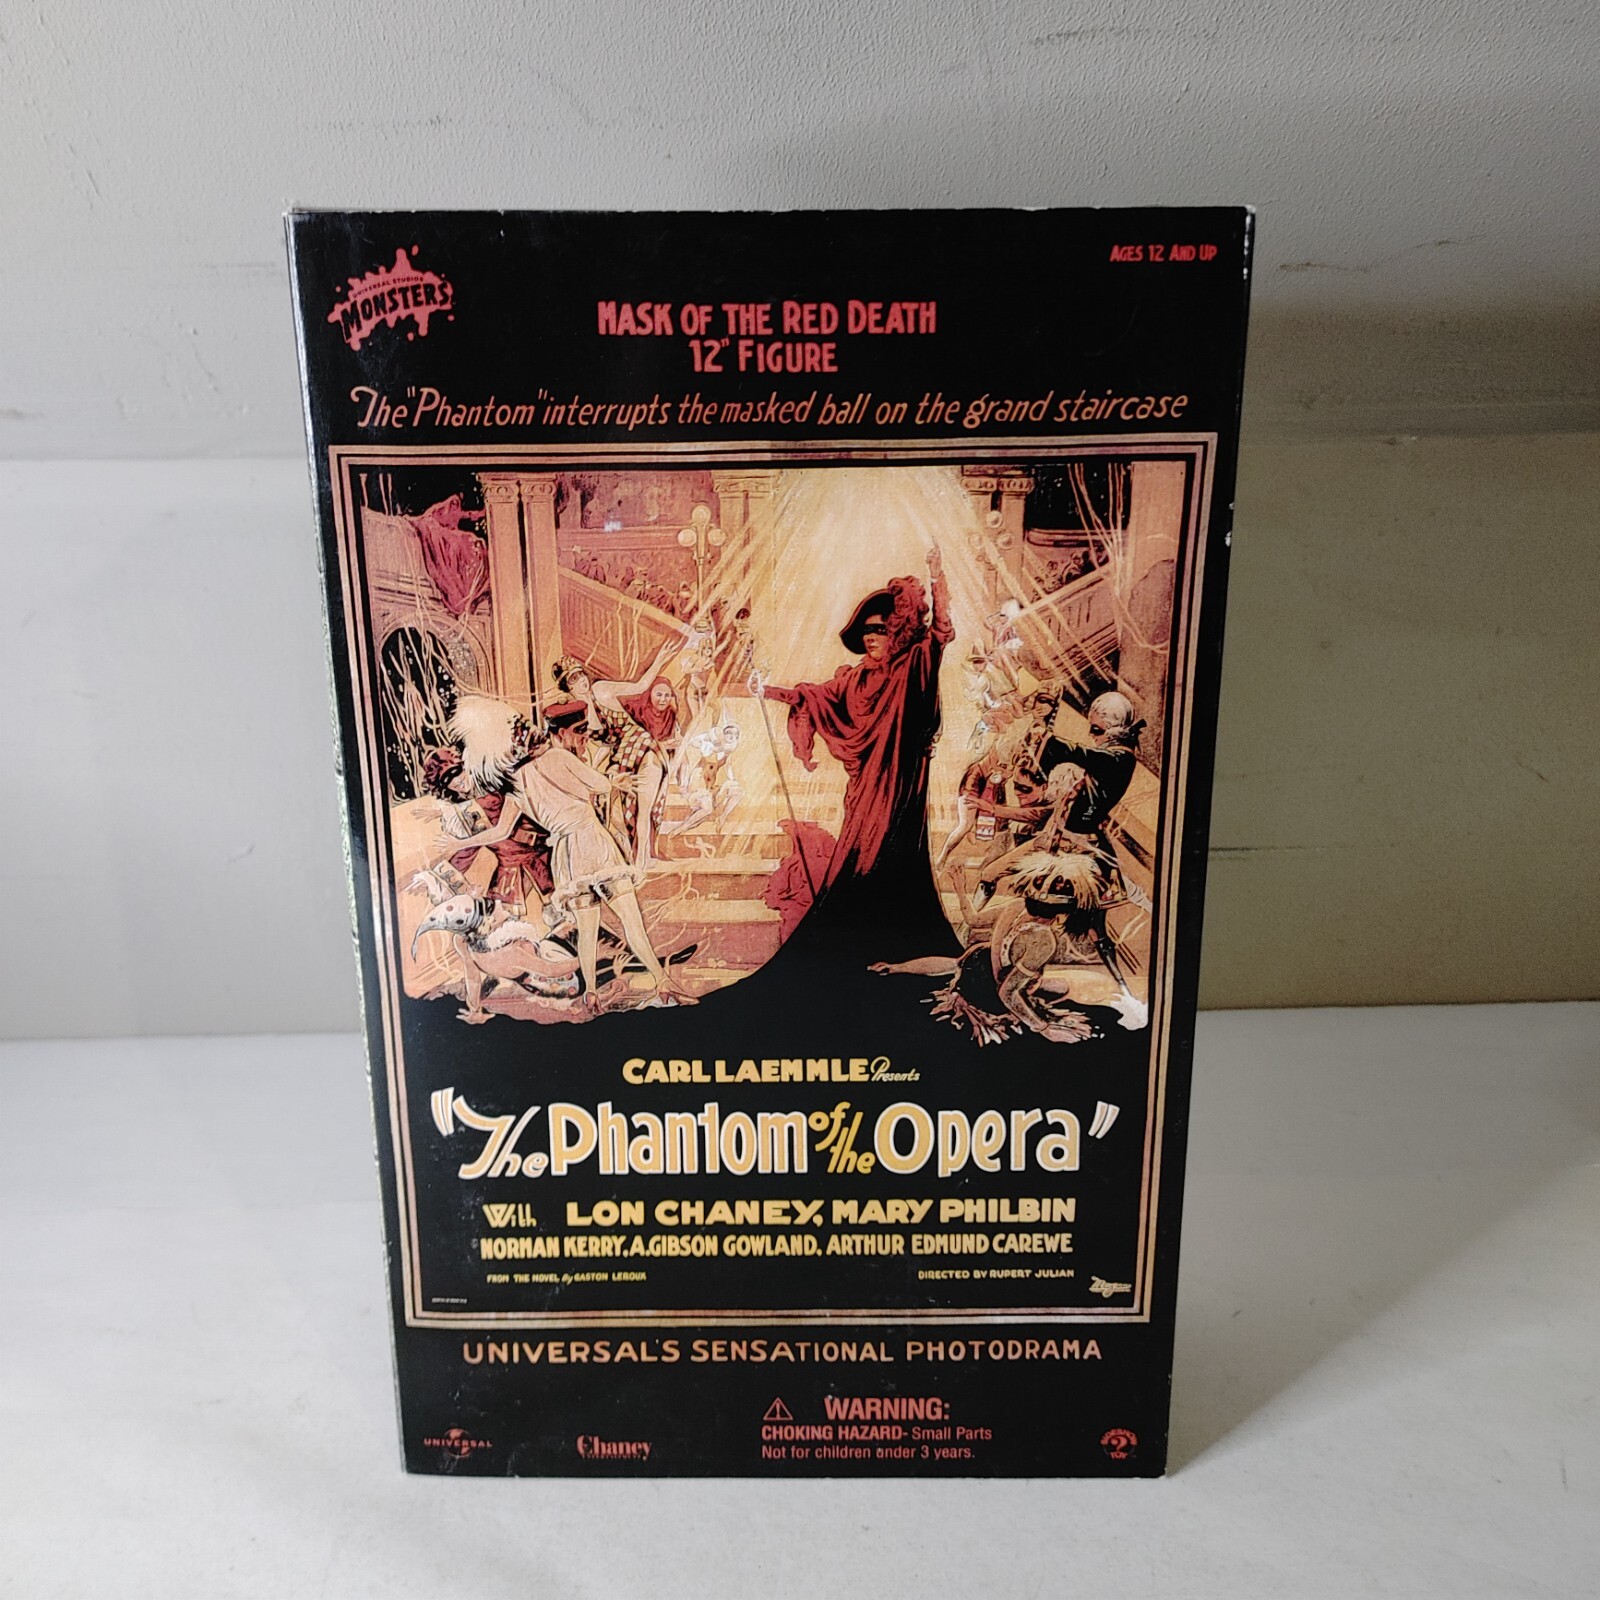 UNIVERSAL STUDIOS
MONSTERS
AGES 12 AND UP
MASK OF THE RED DEATH
12" FIGURE
The "Phantom" interrupts the masked ball on the grand staircase
CARL LAEMMLE Presents
"The Phantom of the Opera"
With LON CHANEY, MARY PHILBIN
NORMAN KERRY. A. GIBSON GOWLAND. ARTHUR EDMUND CAREWE
FROM THE NOVEL By GASTON LEROUX
DIRECTED BY RUPERT JULIAN
UNIVERSAL'S SENSATIONAL PHOTODRAMA
WARNING:
CHOKING HAZARD- Small Parts
Not for children under 3 years.
UNIVERSAL
Chaney
SIDESHOW
TOY